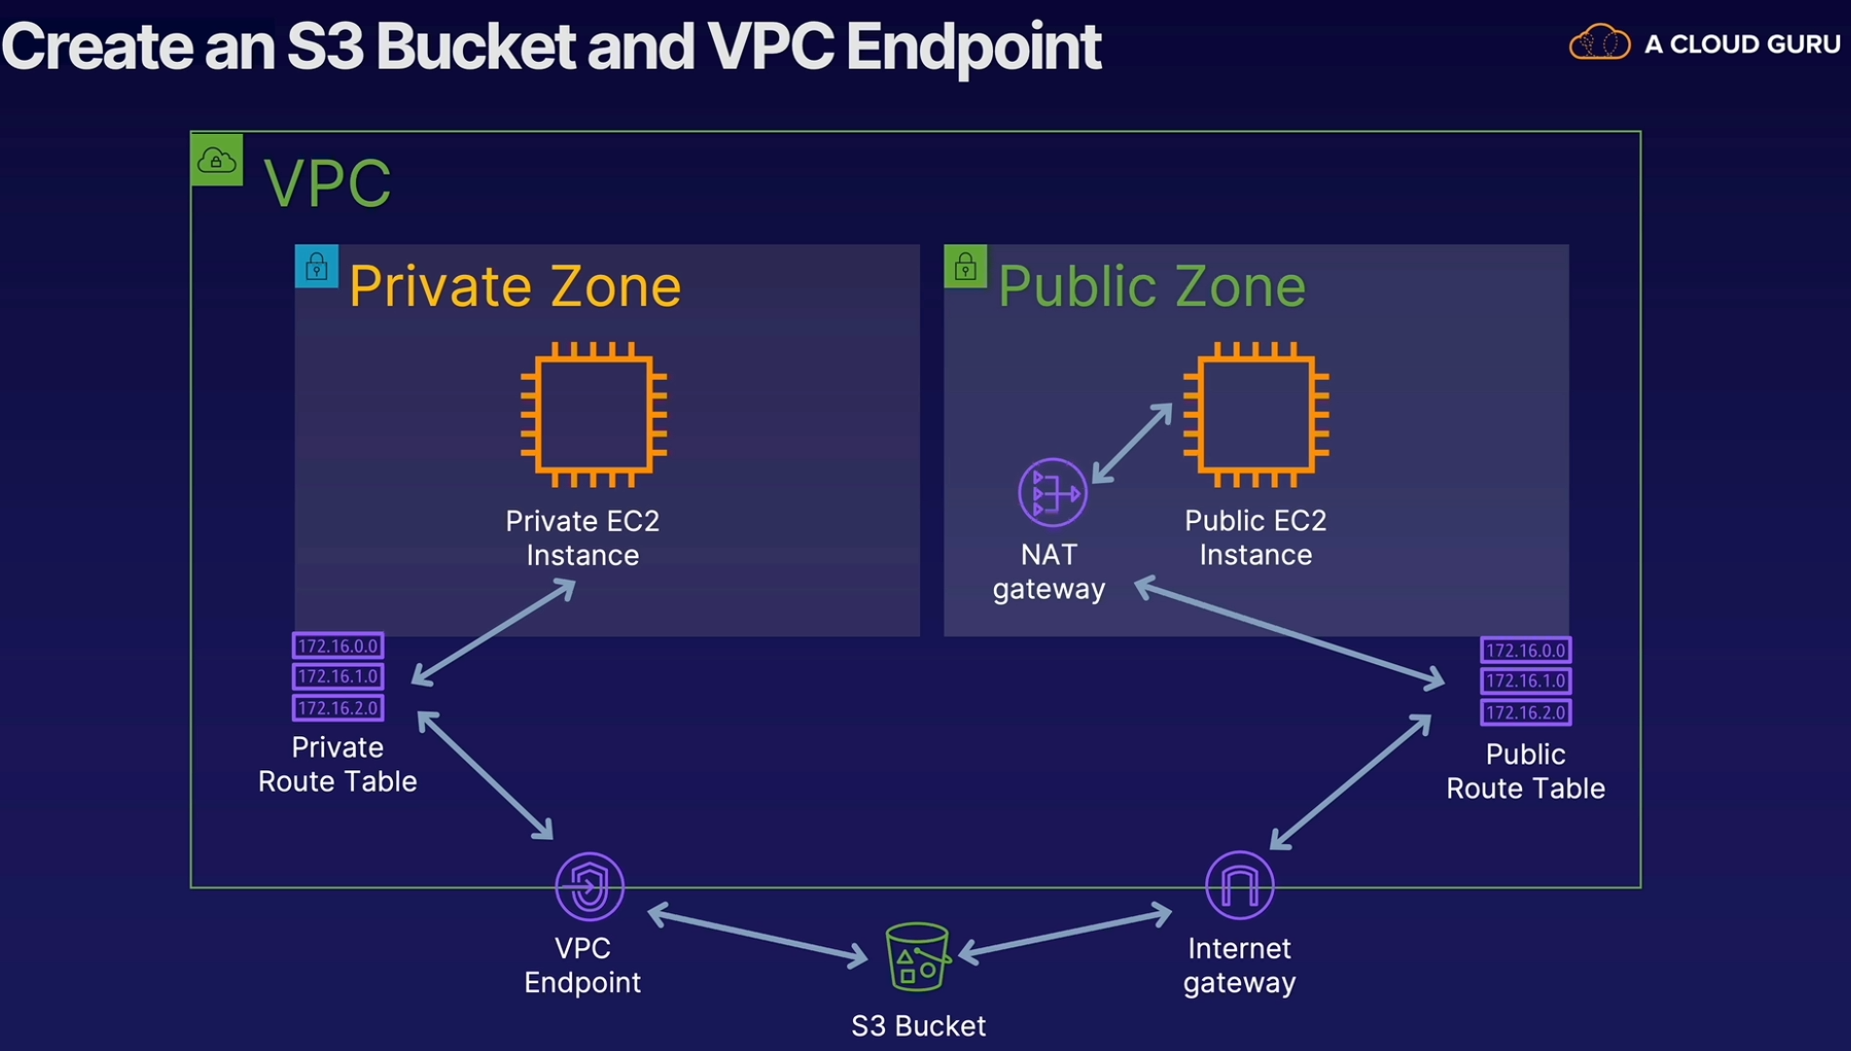 Create an S3 Bucket and VPC Endpoint
A CLOUD GURU
VPC
Private Zone
Public Zone
Private EC2
Instance
NAT
gateway
Public EC2
Instance
172.16.0.0
172.16.1.0
172.16.2.0
Private
Route Table
172.16.0.0
172.16.1.0
172.16.2.0
Public
Route Table
VPC
Endpoint
S3 Bucket
Internet
gateway